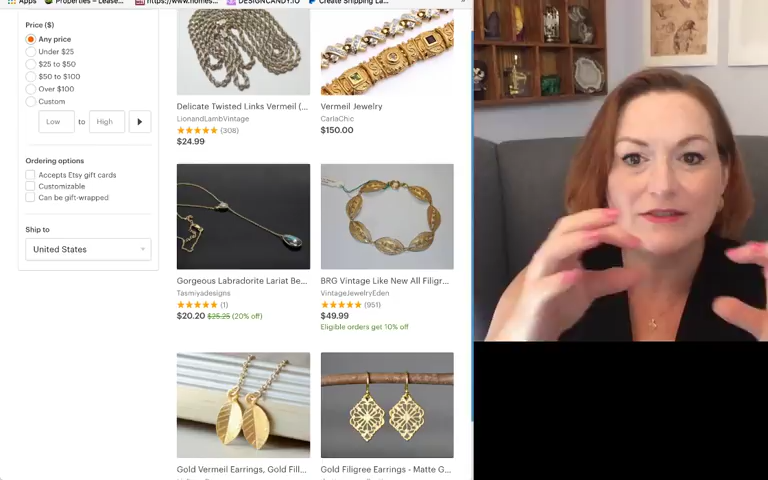 Apps
Properties – Lease...
https://www.homes...
DESIGNCANDY.IO
Create Shipping La...
»
Price ($)
Any price
Under $25
$25 to $50
$50 to $100
Over $100
Custom
Low to High
Ordering options
Accepts Etsy gift cards
Customizable
Can be gift-wrapped
Ship to
United States
Delicate Twisted Links Vermeil (...
LionandLambVintage
(308)
$24.99
Vermeil Jewelry
CarlaChic
$150.00
Gorgeous Labradorite Lariat Be...
Tasmiyadesigns
(1)
$20.20 $25.25 (20% off)
BRG Vintage Like New All Filigr...
VintageJewelryEden
(951)
$49.99
Eligible orders get 10% off
Gold Vermeil Earrings, Gold Fill...
Gold Filigree Earrings - Matte G...